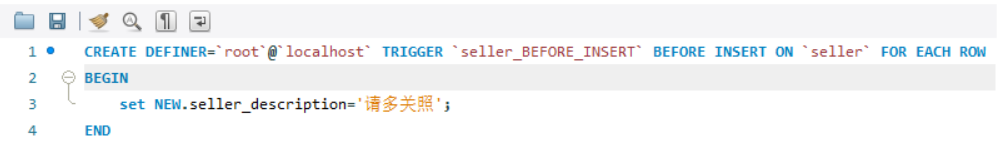 1 CREATE DEFINER=`root`@`localhost` TRIGGER `seller_BEFORE_INSERT` BEFORE INSERT ON `seller` FOR EACH ROW
2 BEGIN
3 set NEW.seller_description='请多关照';
4 END